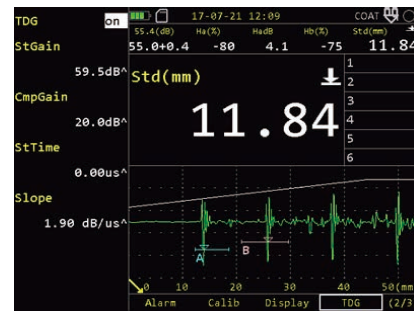 TDG on 17-07-21 12:09 COAT
55.4(dB) Ha(%) HadB Hb(%) Std(mm)
StGain 55.0+0.4 -80 4.1 -75 11.84
59.5dB^
Std(mm)
11.84
1
2
3
4
5
6
CmpGain
20.0dB^
StTime
0.00us^
Slope
1.90 dB/us^
A
B
0 10 20 30 40 50(mm
Alarm Calib Display TDG (2/3